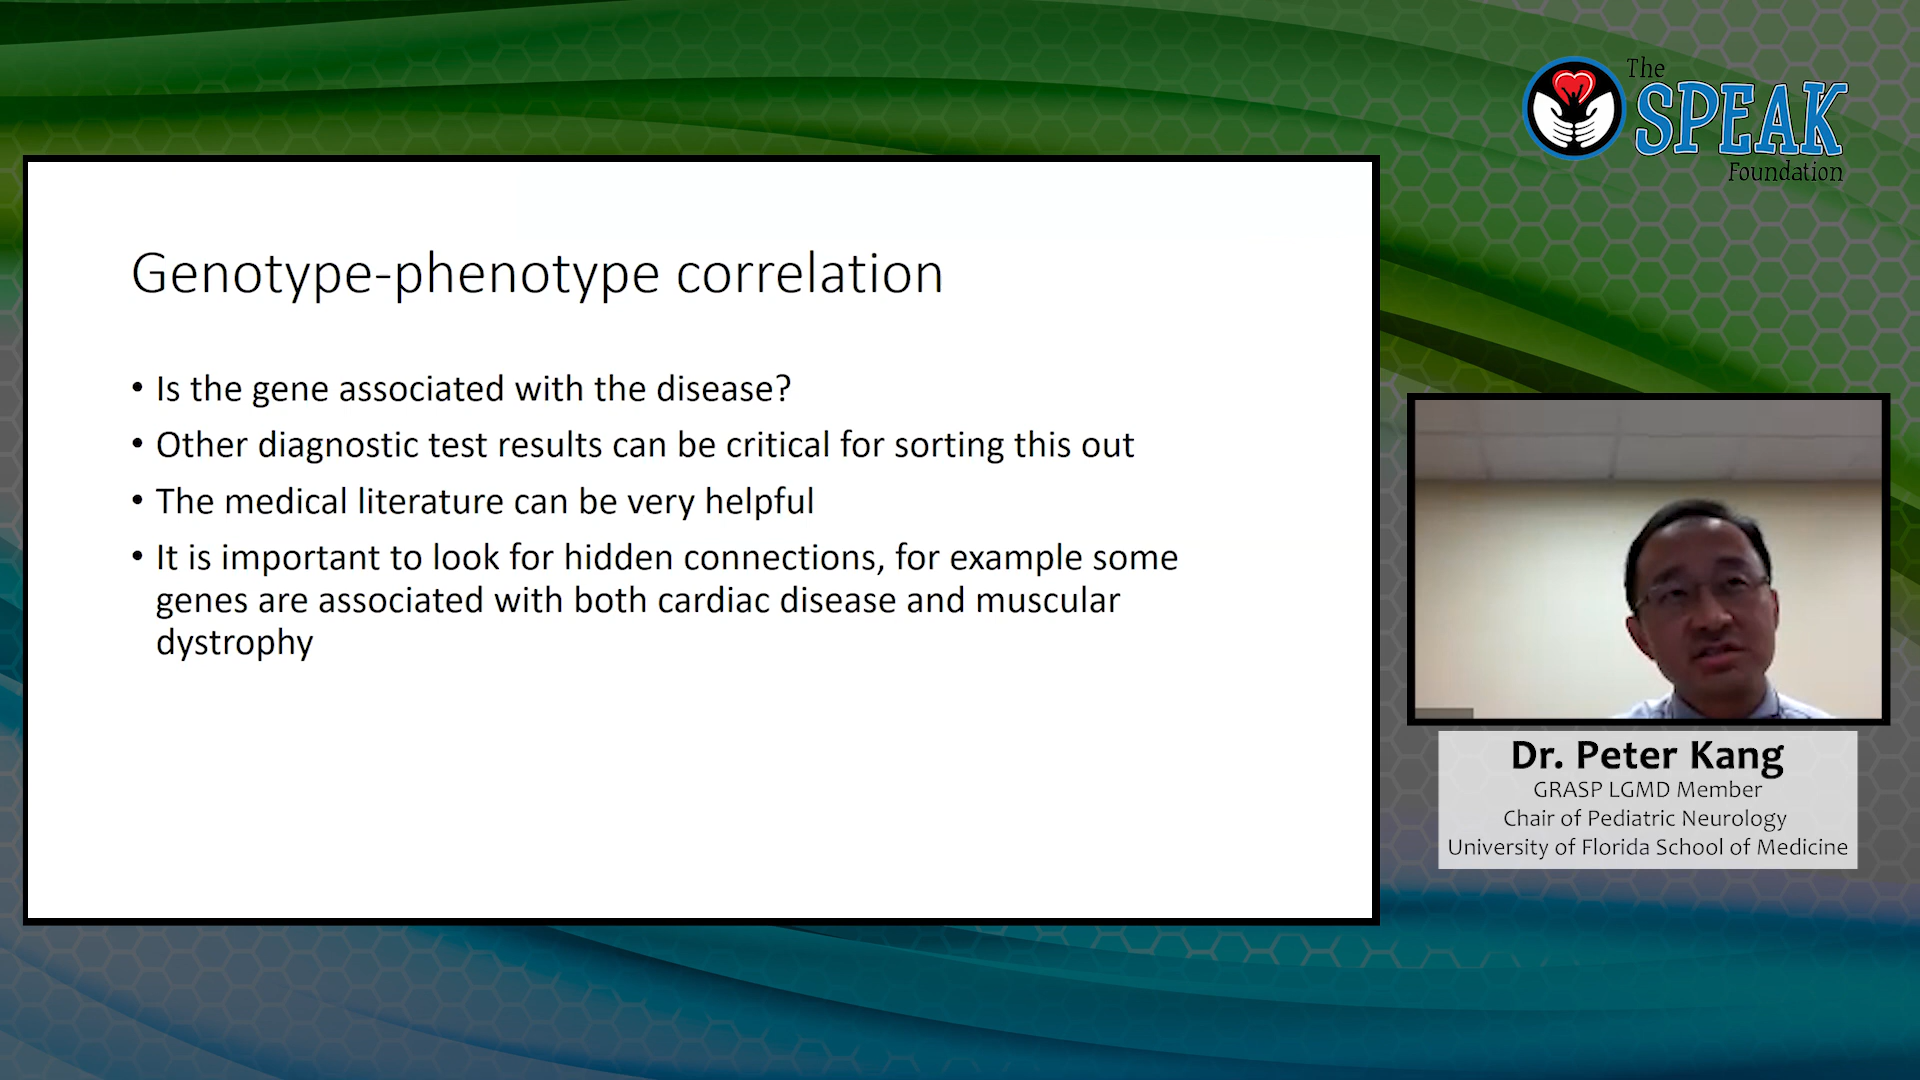 The
SPEAK
Foundation
Genotype-phenotype correlation
• Is the gene associated with the disease?
• Other diagnostic test results can be critical for sorting this out
• The medical literature can be very helpful
• It is important to look for hidden connections, for example some
genes are associated with both cardiac disease and muscular
dystrophy
Dr. Peter Kang
GRASP LGMD Member
Chair of Pediatric Neurology
University of Florida School of Medicine